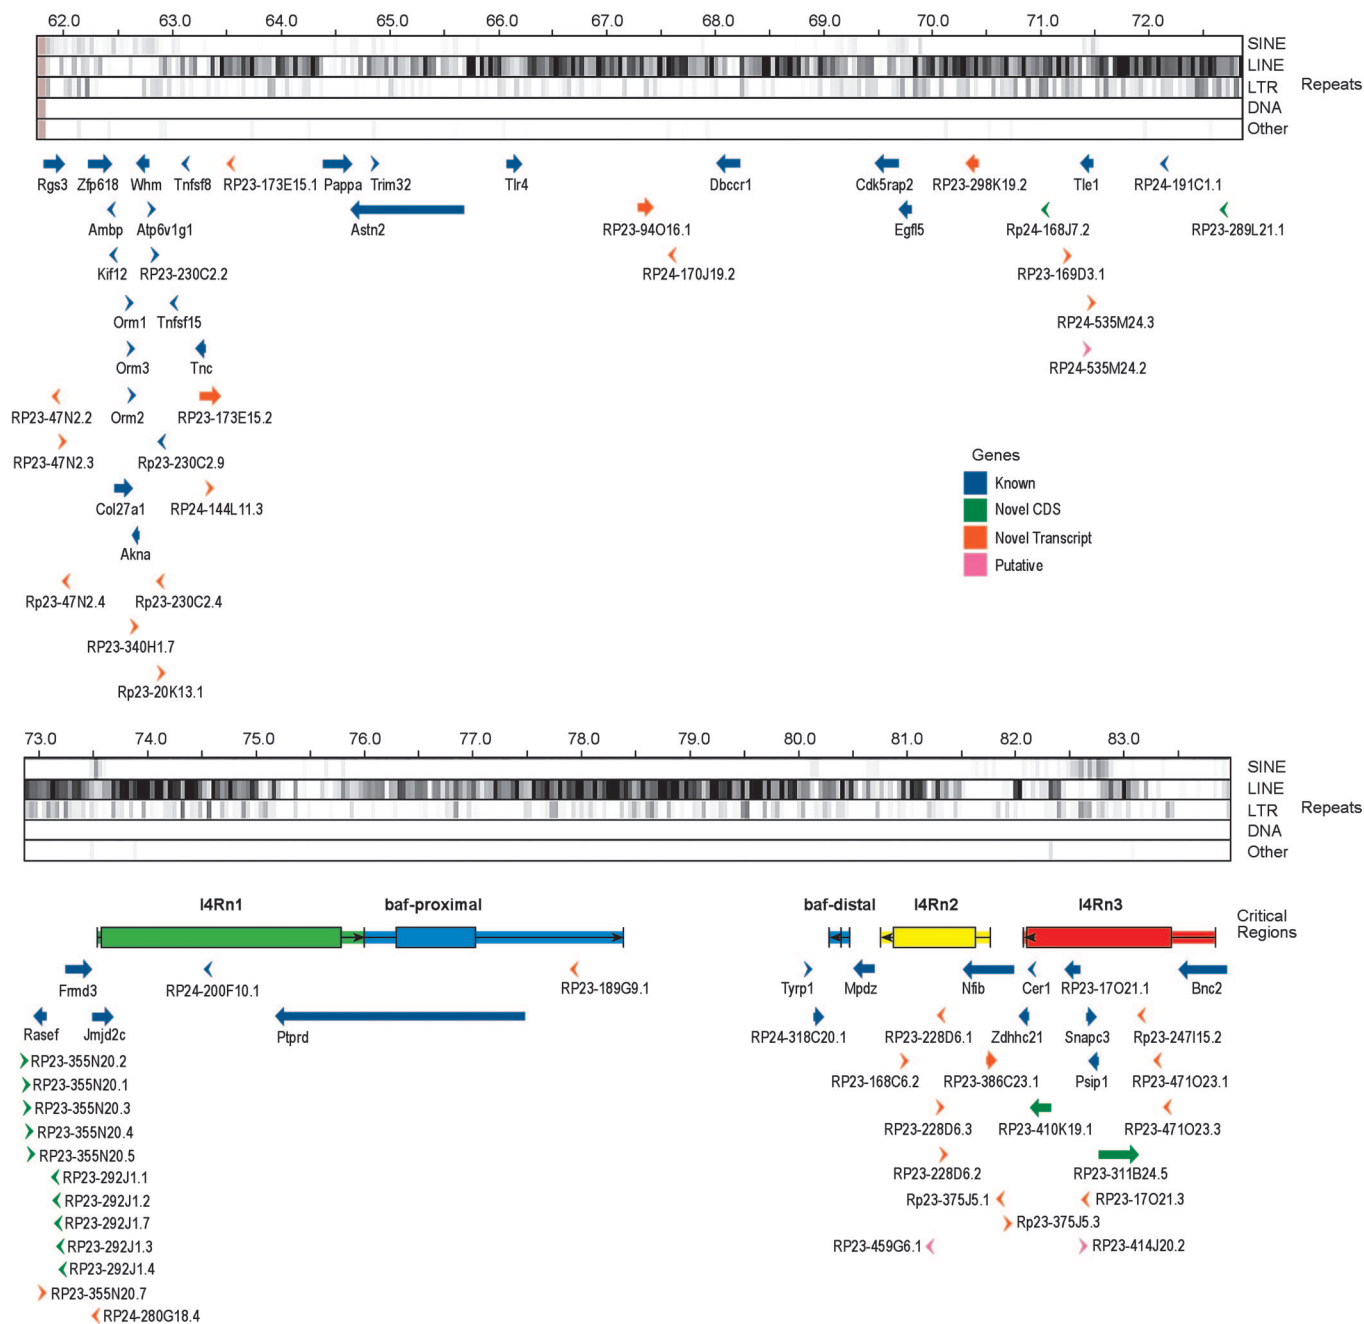 62.0 63.0 64.0 65.0 66.0 67.0 68.0 69.0 70.0 71.0 72.0
SINE
LINE
LTR
Repeats
DNA
Other
Rgs3 Zfp618 Whm Tnfsf8 RP23-173E15.1 Pappa Trim32 Tlr4 Dbccr1 Cdk5rap2 RP23-298K19.2 Tle1 RP24-191C1.1
Ambp Atp6v1g1 Astn2 RP23-94O16.1 Egfl5 Rp24-168J7.2 RP23-289L21.1
Kif12 RP23-230C2.2 RP24-170J19.2 RP23-169D3.1
Orm1 Tnfsf15 RP24-535M24.3
Orm3 Tnc RP24-535M24.2
RP23-47N2.2 Orm2 RP23-173E15.2
RP23-47N2.3 Rp23-230C2.9
Genes
Known
Col27a1 RP24-144L11.3
Novel CDS
Novel Transcript
Akna
Putative
Rp23-47N2.4 Rp23-230C2.4
RP23-340H1.7
Rp23-20K13.1
73.0 74.0 75.0 76.0 77.0 78.0 79.0 80.0 81.0 82.0 83.0
SINE
LINE
LTR
Repeats
DNA
Other
l4Rn1 baf-proximal baf-distal l4Rn2 l4Rn3
Critical
Regions
Frmd3 RP24-200F10.1 RP23-189G9.1 Tyrp1 Mpdz Nfib Cer1 RP23-17O21.1 Bnc2
Rasef Jmjd2c Ptprd RP24-318C20.1 RP23-228D6.1 Zdhhc21 Snapc3 Rp23-247I15.2
RP23-355N20.2
RP23-168C6.2 RP23-386C23.1 Psip1 RP23-471O23.1
RP23-355N20.1
RP23-355N20.3
RP23-228D6.3 RP23-410K19.1 RP23-471O23.3
RP23-355N20.4
RP23-355N20.5
RP23-228D6.2 RP23-311B24.5
RP23-292J1.1
RP23-292J1.2 Rp23-375J5.1 RP23-17O21.3
RP23-292J1.7 Rp23-375J5.3
RP23-292J1.3 RP23-459G6.1 RP23-414J20.2
RP23-292J1.4
RP23-355N20.7
RP24-280G18.4